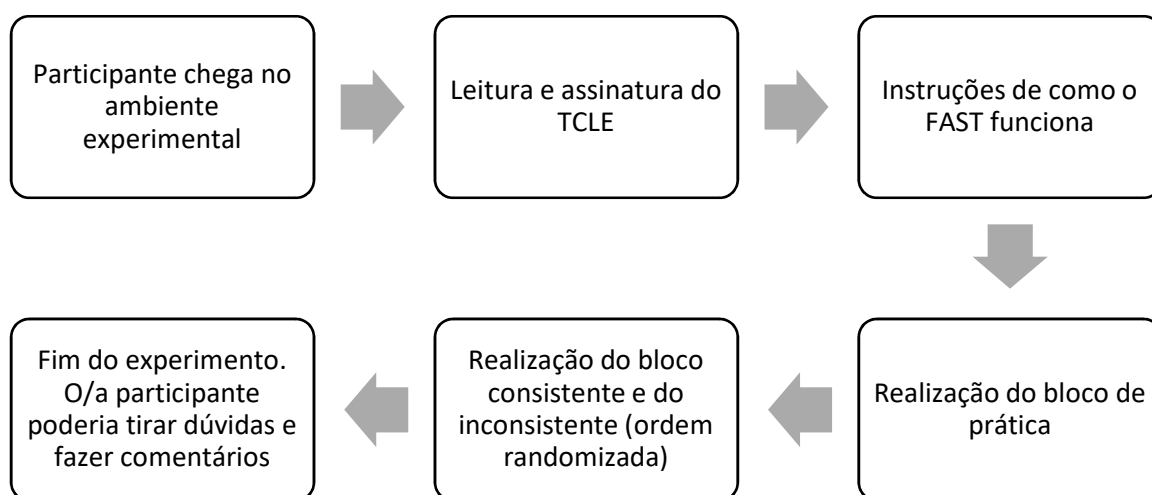 Participante chega no
ambiente
experimental
Leitura e assinatura do
TCLE
Instruções de como o
FAST funciona
Realização do bloco de
prática
Realização do bloco
consistente e do
inconsistente (ordem
randomizada)
Fim do experimento.
O/a participante
poderia tirar dúvidas e
fazer comentários